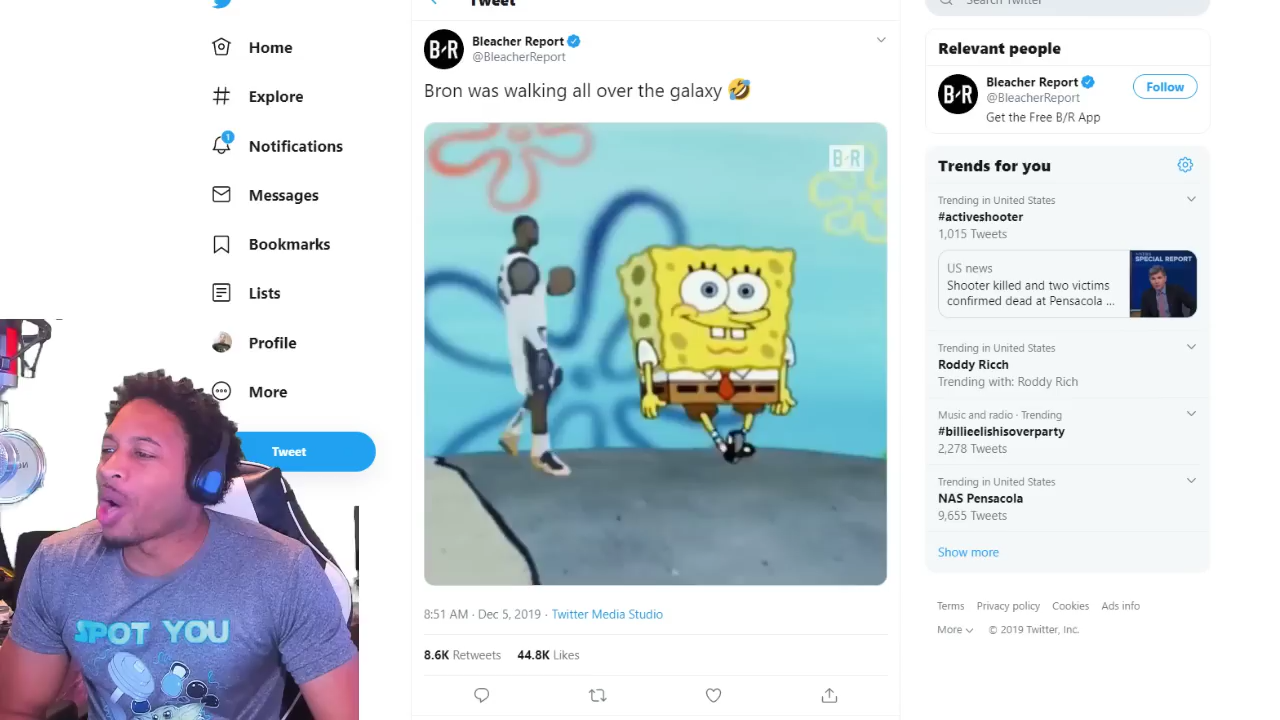 Tweet
Search Twitter
Home
Explore
1
Notifications
Messages
Bookmarks
Lists
Profile
More
Tweet
SPOT YOU
B/R
Bleacher Report
@BleacherReport
Bron was walking all over the galaxy 🤣
B/R
8:51 AM · Dec 5, 2019 · Twitter Media Studio
8.6K Retweets 44.8K Likes
Relevant people
B/R
Bleacher Report
@BleacherReport
Follow
Get the Free B/R App
Trends for you
Trending in United States
#activeshooter
1,015 Tweets
US news
Shooter killed and two victims
confirmed dead at Pensacola ...
SPECIAL REPORT
Trending in United States
Roddy Ricch
Trending with: Roddy Rich
Music and radio · Trending
#billieelishisoverparty
2,278 Tweets
Trending in United States
NAS Pensacola
9,655 Tweets
Show more
Terms Privacy policy Cookies Ads info
More © 2019 Twitter, Inc.